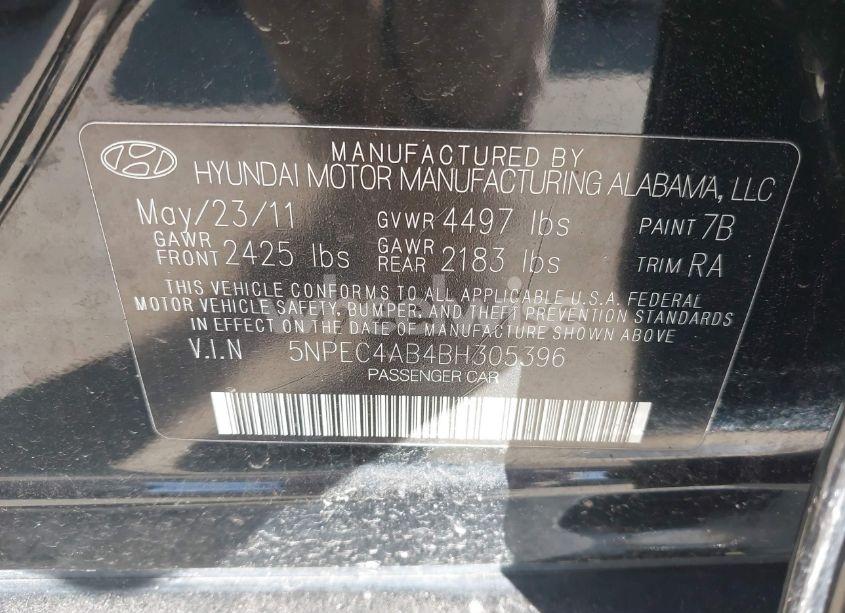 MANUFACTURED BY
HYUNDAI MOTOR MANUFACTURING ALABAMA, LLC
May/23/11 GVWR 4497 lbs PAINT 7B
GAWR FRONT 2425 lbs GAWR REAR 2183 lbs TRIM RA
THIS VEHICLE CONFORMS TO ALL APPLICABLE U.S.A. FEDERAL
MOTOR VEHICLE SAFETY, BUMPER, AND THEFT PREVENTION STANDARDS
IN EFFECT ON THE DATE OF MANUFACTURE SHOWN ABOVE
V.I.N 5NPEC4AB4BH305396
PASSENGER CAR